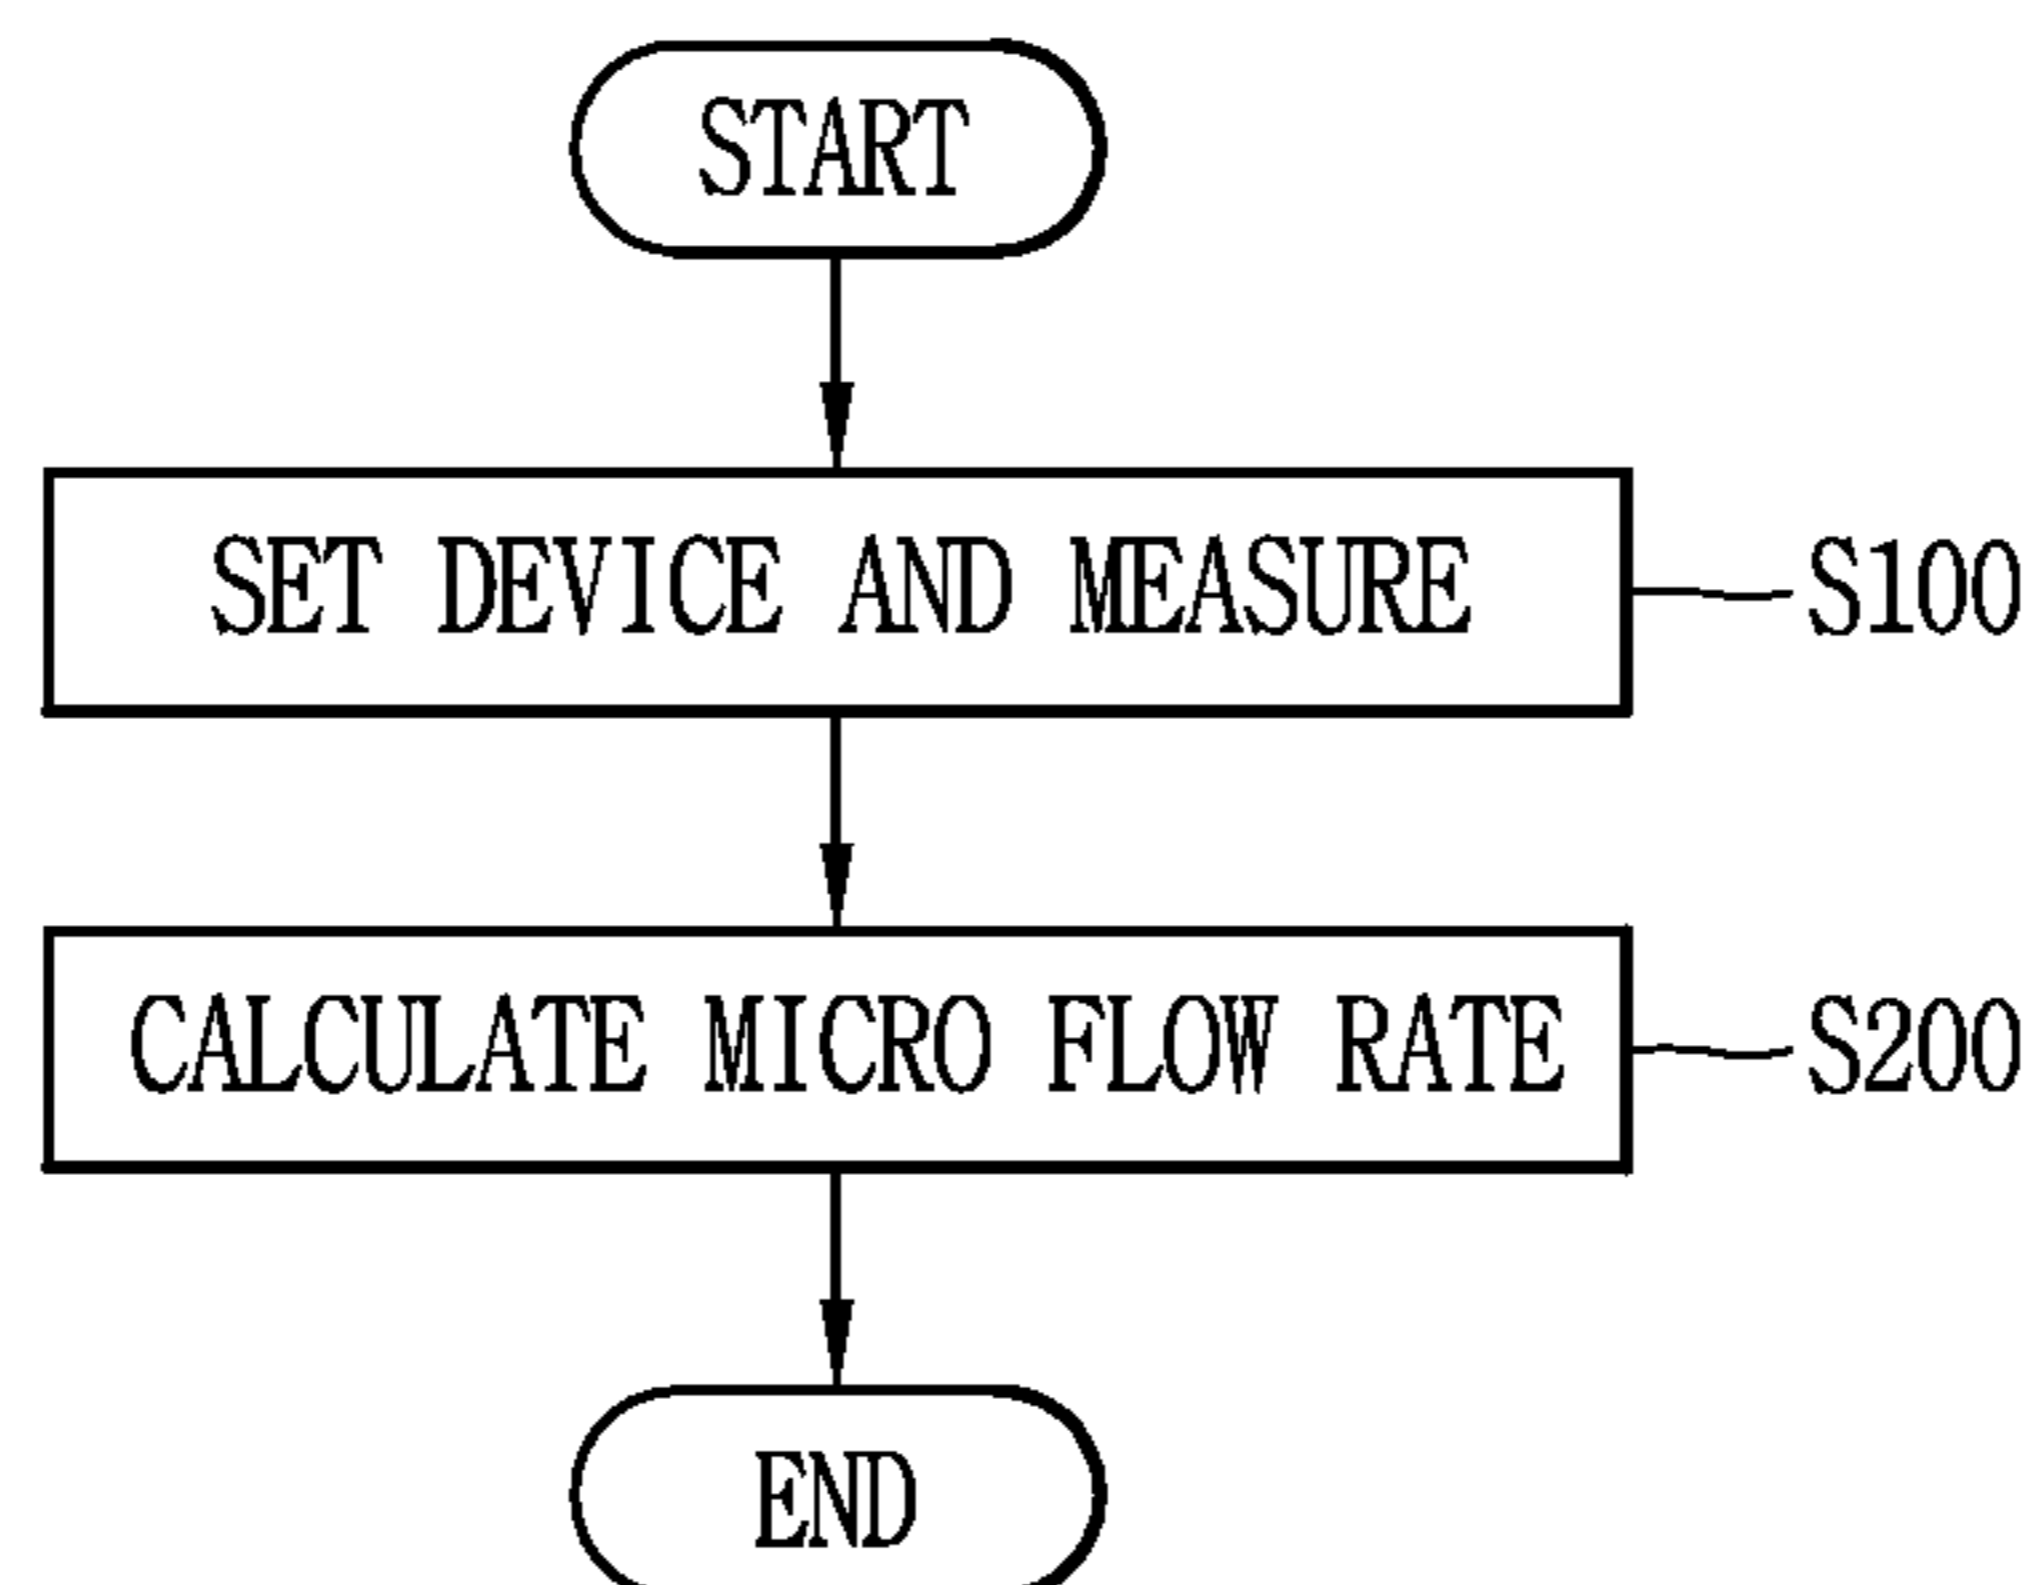 START
SET DEVICE AND MEASURE
S100
CALCULATE MICRO FLOW RATE
S200
END